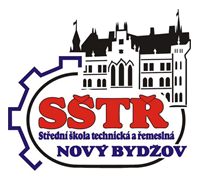 SŠTŘ
Střední škola technická a řemeslná
NOVÝ BYDŽOV